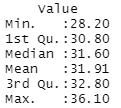 Value
Min.   :28.20
1st Qu.:30.80
Median :31.60
Mean   :31.91
3rd Qu.:32.80
Max.   :36.10